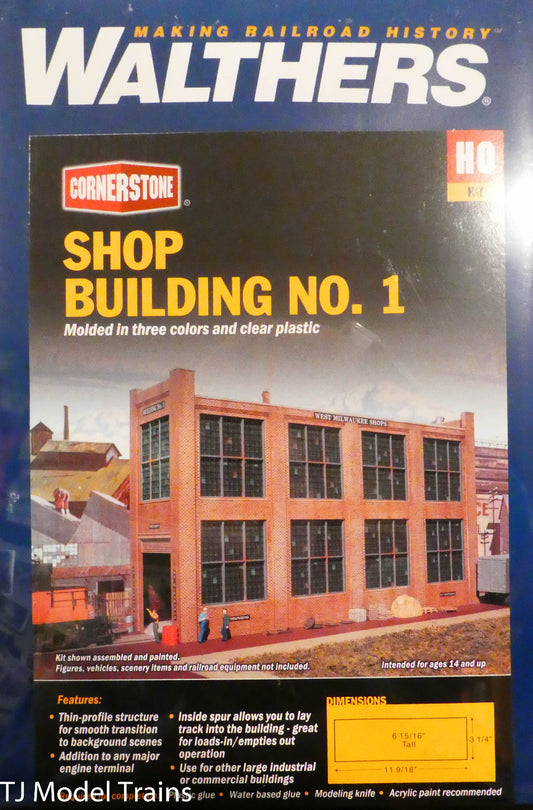 MAKING RAILROAD HISTORY™
WALTHERS®
HO
Kit
CORNERSTONE®
SHOP
BUILDING NO. 1
Molded in three colors and clear plastic
BUILDING NO. 1
WEST MILWAUKEE SHOPS
Kit shown assembled and painted.
Figures, vehicles, scenery items and railroad equipment not included.
Intended for ages 14 and up
Features:
• Thin-profile structure
for smooth transition
to background scenes
• Addition to any major
engine terminal
• Inside spur allows you to lay
track into the building - great
for loads-in/empties out
operation
• Use for other large industrial
or commercial buildings
DIMENSIONS
6 15/16"
Tall
3 1/4"
11 9/16"
Plastic glue • Water based glue • Modeling knife • Acrylic paint recommended
TJ Model Trains